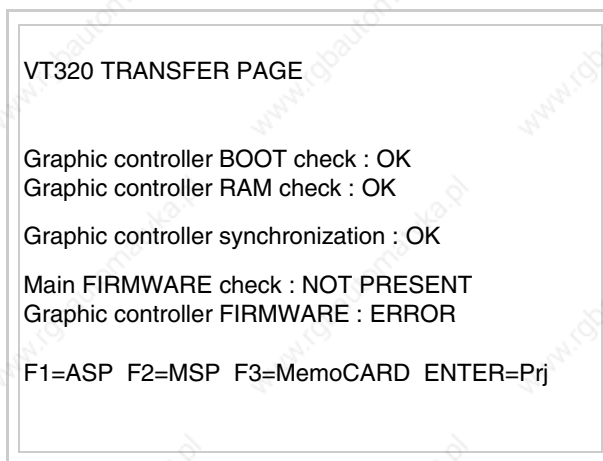 VT320 TRANSFER PAGE
Graphic controller BOOT check : OK
Graphic controller RAM check : OK
Graphic controller synchronization : OK
Main FIRMWARE check : NOT PRESENT
Graphic controller FIRMWARE : ERROR
F1=ASP F2=MSP F3=MemoCARD ENTER=Prj